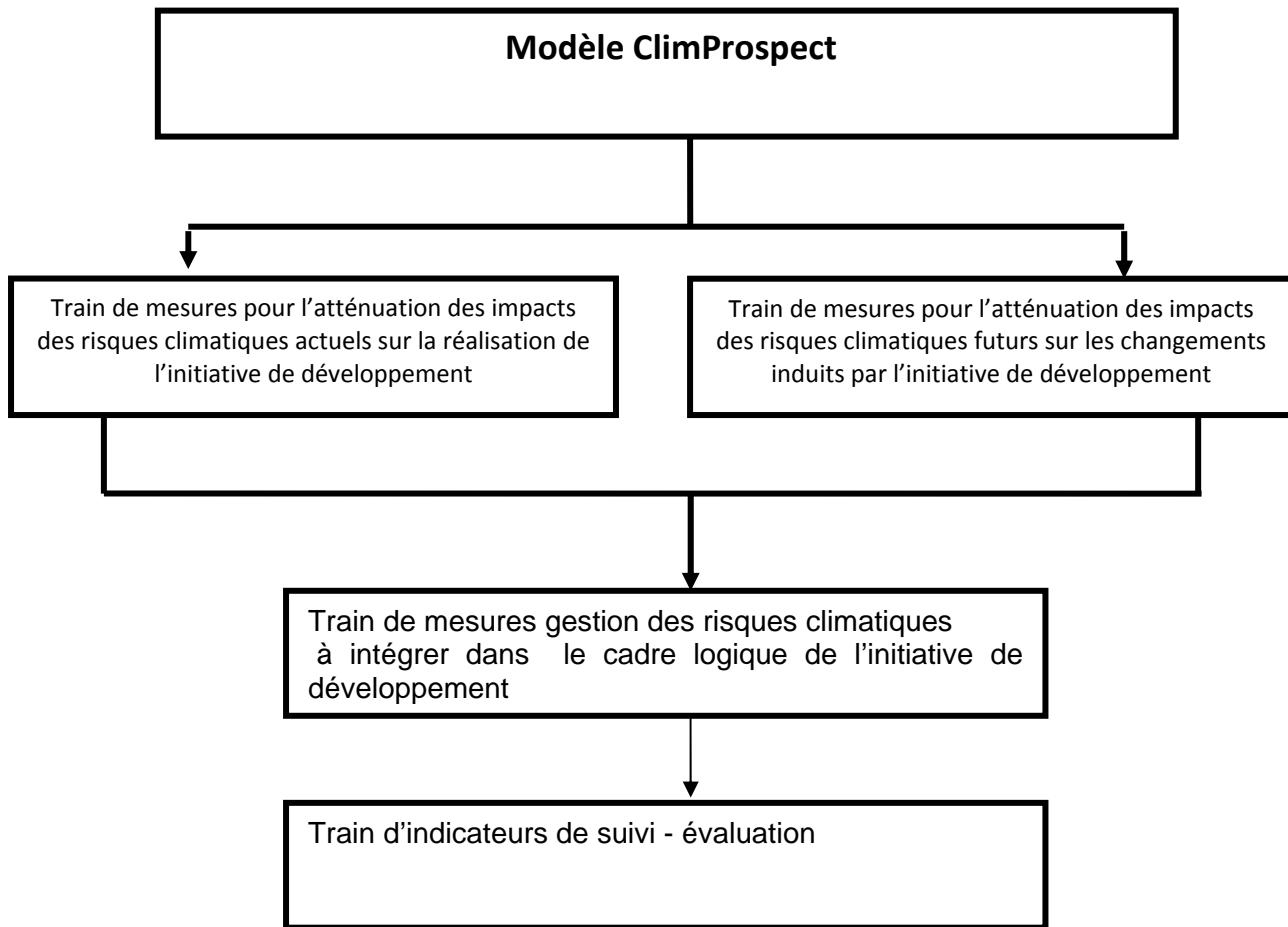 Modèle ClimProspect
Train de mesures pour l’atténuation des impacts
des risques climatiques actuels sur la réalisation de
l’initiative de développement
Train de mesures pour l’atténuation des impacts
des risques climatiques futurs sur les changements
induits par l’initiative de développement
Train de mesures gestion des risques climatiques
à intégrer dans le cadre logique de l’initiative de
développement
Train d’indicateurs de suivi - évaluation